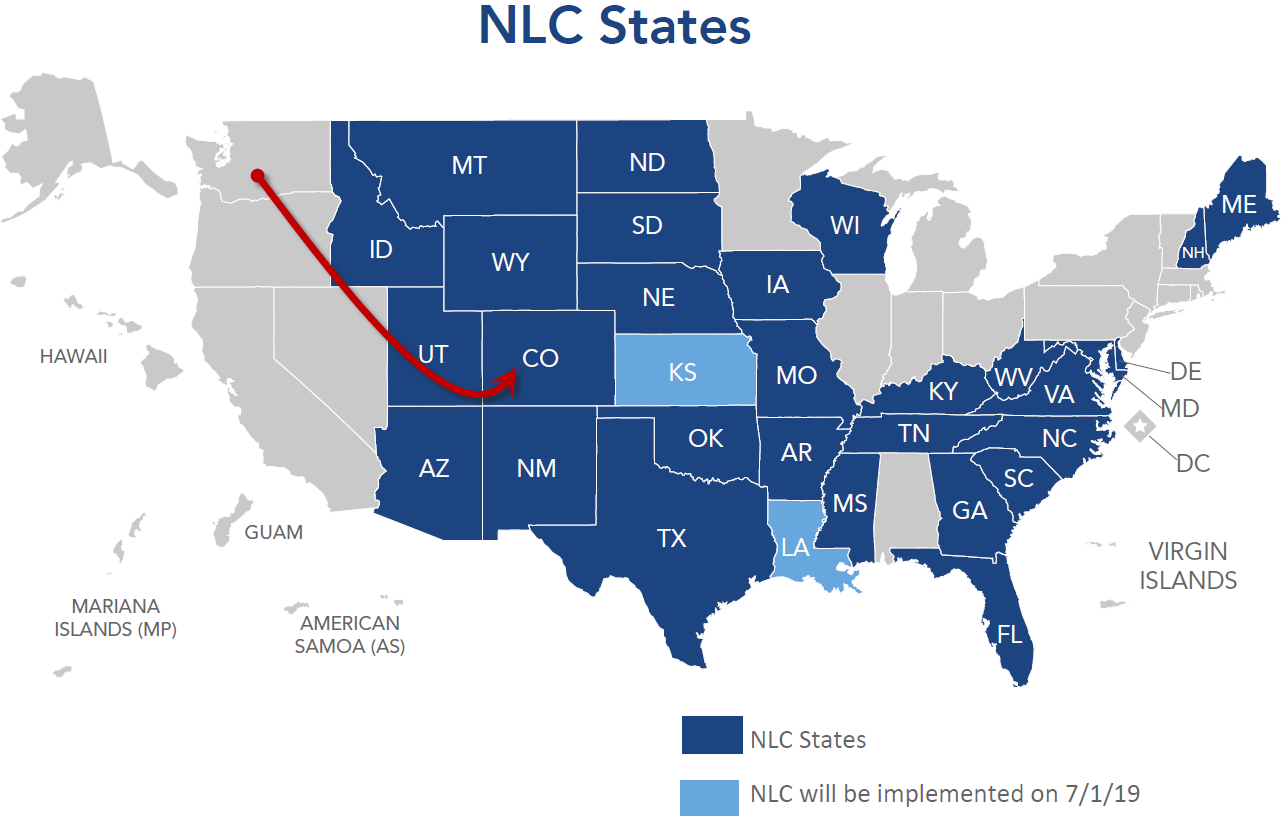 NLC States
MT
ND
ME
WI
SD
NH
ID
WY
IA
NE
UT
CO
HAWAII
KS
MO
DE
KY
WV
VA
MD
TN
NC
OK
AR
DC
AZ
NM
SC
MS
GA
GUAM
TX
LA
VIRGIN
ISLANDS
MARIANA
ISLANDS (MP)
AMERICAN
SAMOA (AS)
FL
NLC States
NLC will be implemented on 7/1/19